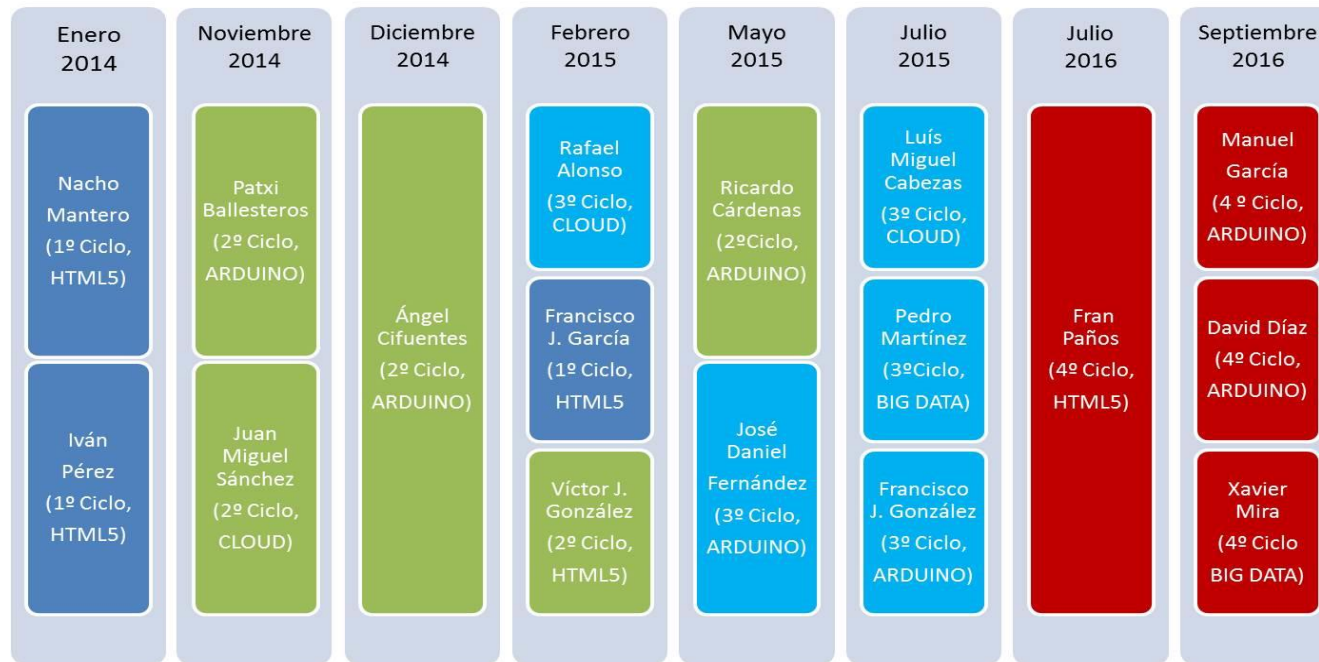 Enero
2014
Nacho
Mantero
(1º Ciclo,
HTML5)
Iván
Pérez
(1º Ciclo,
HTML5)
Noviembre
2014
Patxi
Ballesteros
(2º Ciclo,
ARDUINO)
Juan
Miguel
Sánchez
(2º Ciclo,
CLOUD)
Diciembre
2014
Ángel
Cifuentes
(2º Ciclo,
ARDUINO)
Febrero
2015
Rafael
Alonso
(3º Ciclo,
CLOUD)
Francisco
J. García
(1º Ciclo,
HTML5
Víctor J.
González
(2º Ciclo,
HTML5)
Mayo
2015
Ricardo
Cárdenas
(2ºCiclo,
ARDUINO)
José
Daniel
Fernández
(3º Ciclo,
ARDUINO)
Julio
2015
Luís
Miguel
Cabezas
(3º Ciclo,
CLOUD)
Pedro
Martínez
(3ºCiclo,
BIG DATA)
Francisco
J. González
(3º Ciclo,
ARDUINO)
Julio
2016
Fran
Paños
(4º Ciclo,
HTML5)
Septiembre
2016
Manuel
García
(4 º Ciclo,
ARDUINO)
David Díaz
(4º Ciclo,
ARDUINO)
Xavier
Mira
(4º Ciclo
BIG DATA)